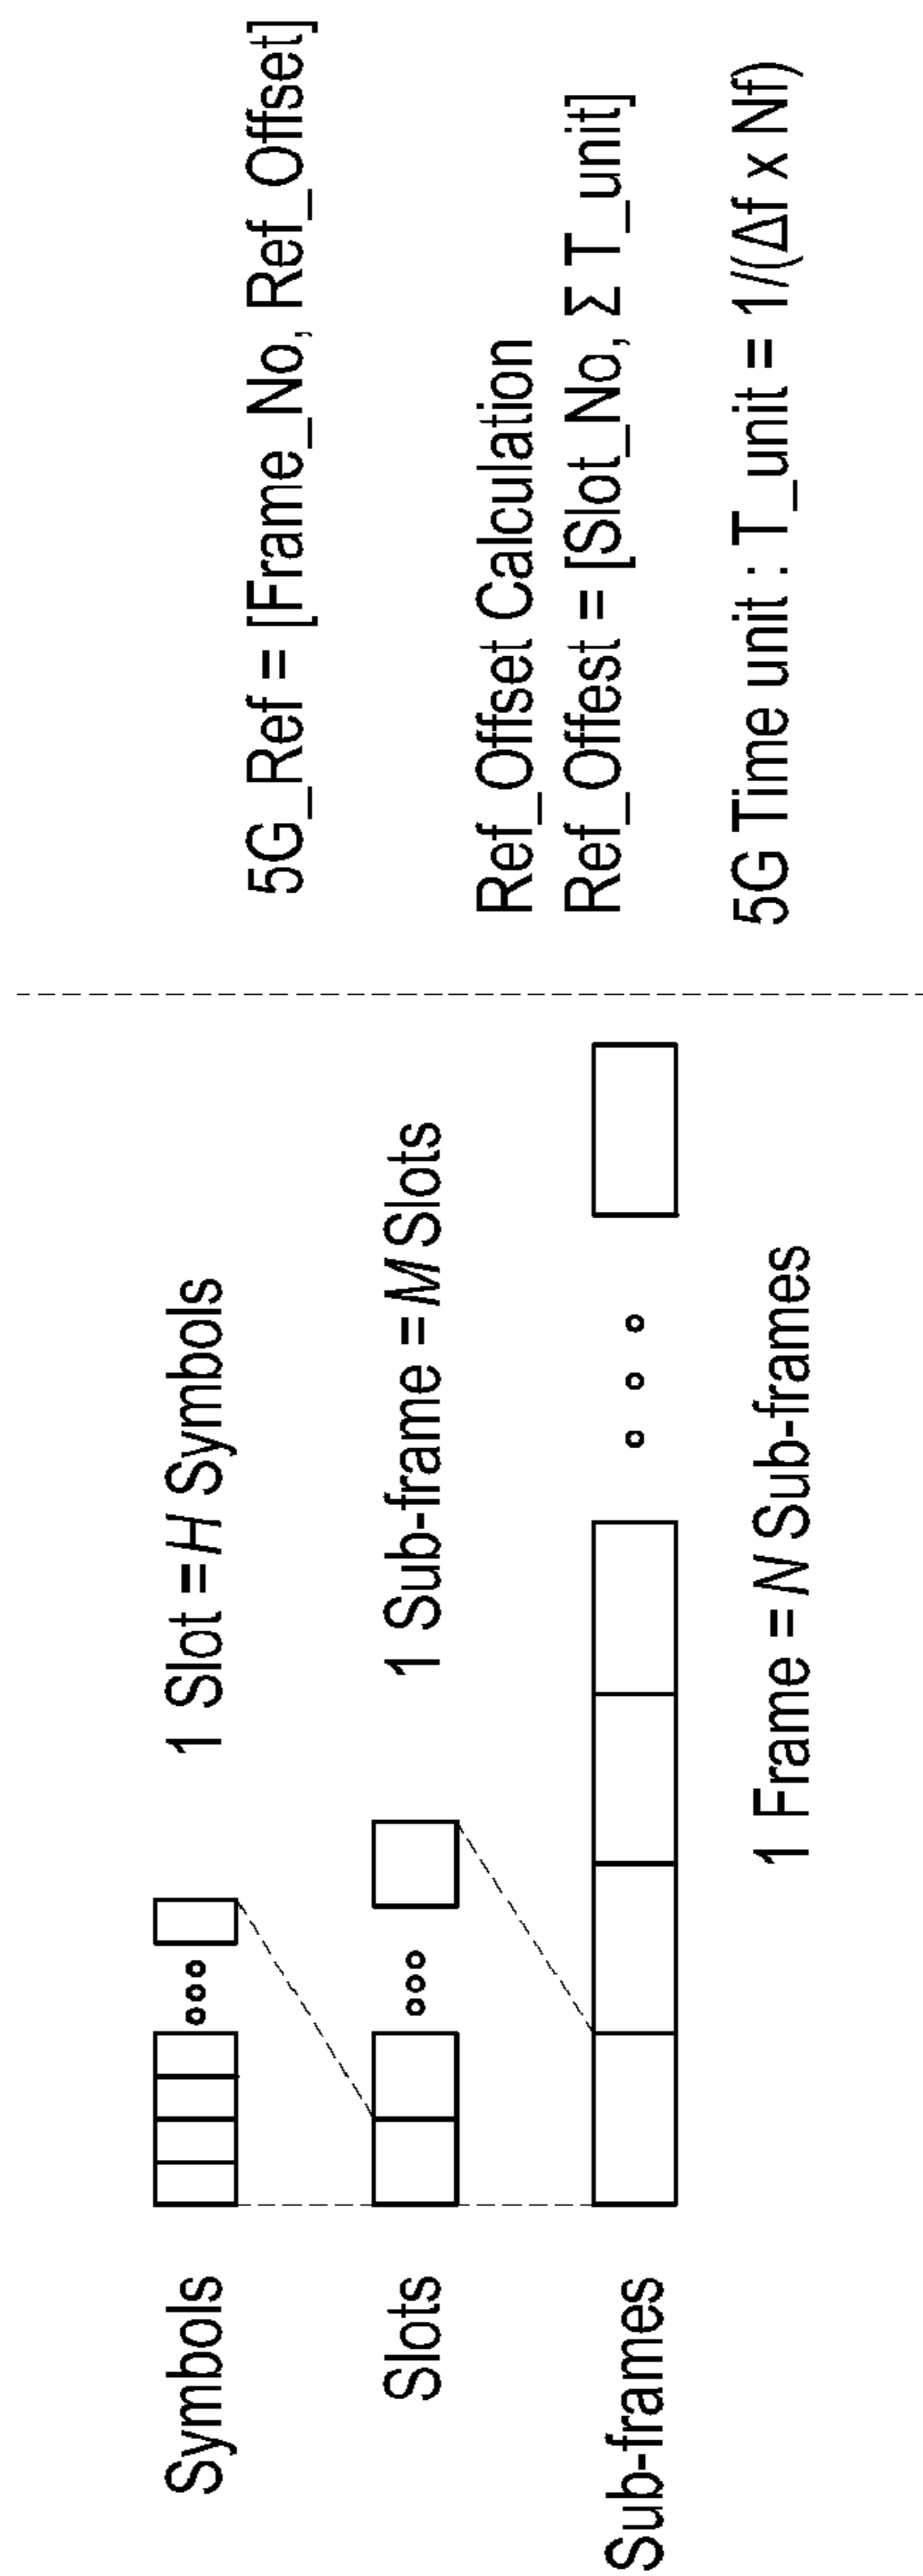 Symbols
1 Slot = H Symbols
Slots
1 Sub-frame = M Slots
Sub-frames
1 Frame = N Sub-frames
5G_Ref = [Frame_No, Ref_Offset]
Ref_Offset Calculation
Ref_Offest = [Slot_No, Σ T_unit]
5G Time unit : T_unit = 1/(Δf x Nf)